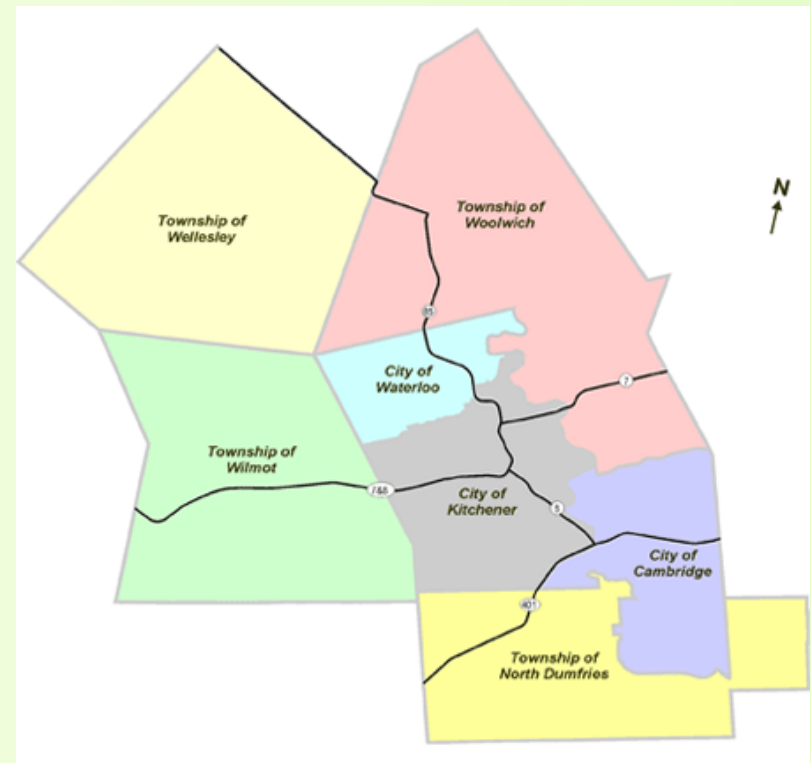 N
Township of
Woolwich
Township of
Wellesley
85
City of
Waterloo
7
Township of
Wilmot
7&8
City of
Kitchener
City of
Cambridge
401
Township of
North Dumfries